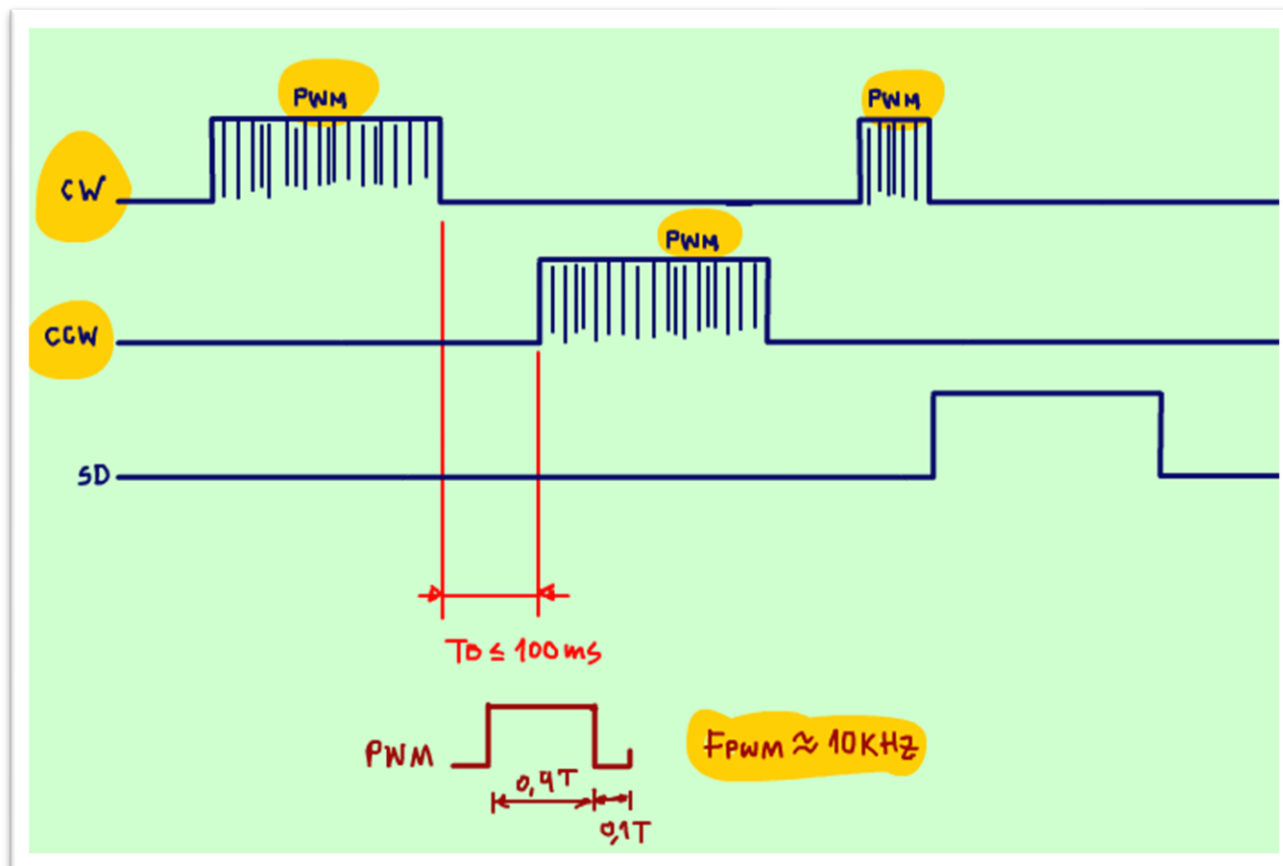 PWM
PWM
CW
PWM
CCW
SD
TD ≤ 100ms
PWM
FPWM ≈ 10KHZ
0,9T
0,1T